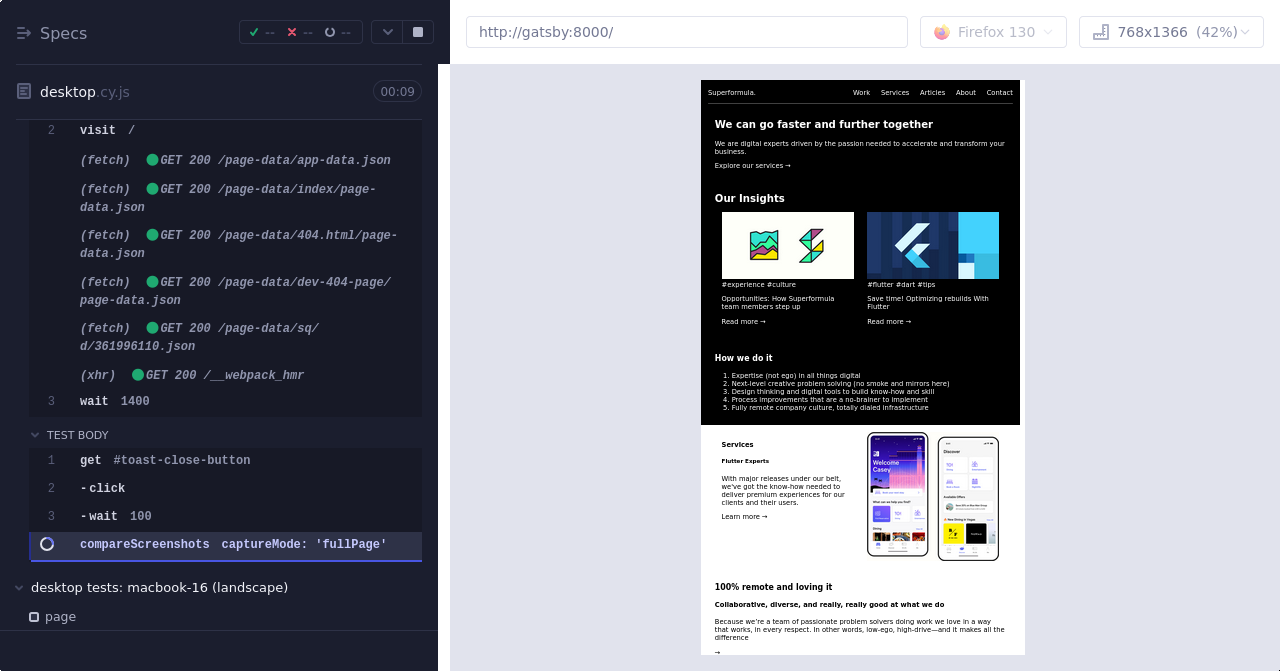 Specs
-- -- --
http://gatsby:8000/
Firefox 130
768x1366 (42%)
desktop.cy.js
00:09
2 visit /
(fetch) GET 200 /page-data/app-data.json
(fetch) GET 200 /page-data/index/page-
data.json
(fetch) GET 200 /page-data/404.html/page-
data.json
(fetch) GET 200 /page-data/dev-404-page/
page-data.json
(fetch) GET 200 /page-data/sq/
d/361996110.json
(xhr) GET 200 /__webpack_hmr
3 wait 1400
TEST BODY
1 get #toast-close-button
2 -click
3 -wait 100
compareScreenshots captureMode: 'fullPage'
desktop tests: macbook-16 (landscape)
page
Superformula.
Work Services Articles About Contact
We can go faster and further together
We are digital experts driven by the passion needed to accelerate and transform your
business.
Explore our services →
Our Insights
#experience #culture
Opportunities: How Superformula
team members step up
Read more →
#flutter #dart #tips
Save time! Optimizing rebuilds With
Flutter
Read more →
How we do it
1. Expertise (not ego) in all things digital
2. Next-level creative problem solving (no smoke and mirrors here)
3. Design thinking and digital tools to build know-how and skill
4. Process improvements that are a no-brainer to implement
5. Fully remote company culture, totally dialed infrastructure
Services
Flutter Experts
With major releases under our belt,
we've got the know-how needed to
deliver premium experiences for our
clients and their users.
Learn more →
Welcome
Casey
What can we help you find?
Dining
Discover
Available Offers
New Dining in Vegas
100% remote and loving it
Collaborative, diverse, and really, really good at what we do
Because we're a team of passionate problem solvers doing work we love in a way
that works, in every respect. In other words, low-ego, high-drive—and it makes all the
difference
→